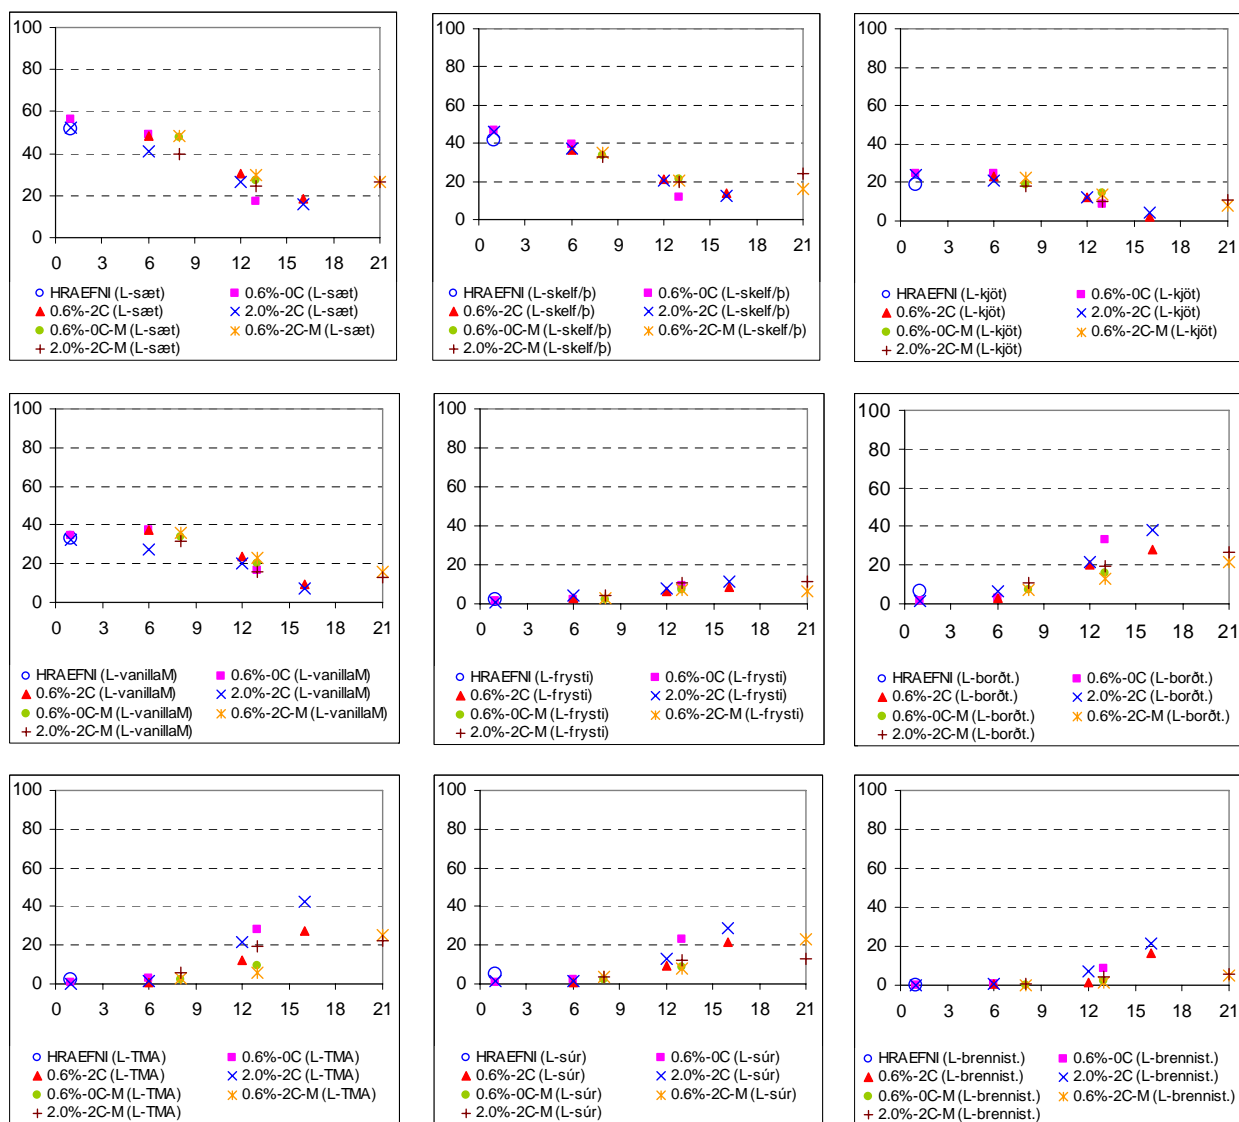 100
80
60
40
20
0
0 3 6 9 12 15 18 21
HRAEFNI (L-sæt) 0.6%-0C (L-sæt)
0.6%-2C (L-sæt) 2.0%-2C (L-sæt)
0.6%-0C-M (L-sæt) 0.6%-2C-M (L-sæt)
2.0%-2C-M (L-sæt)
100
80
60
40
20
0
0 3 6 9 12 15 18 21
HRAEFNI (L-skelf/þ) 0.6%-0C (L-skelf/þ)
0.6%-2C (L-skelf/þ) 2.0%-2C (L-skelf/þ)
0.6%-0C-M (L-skelf/þ) 0.6%-2C-M (L-skelf/þ)
2.0%-2C-M (L-skelf/þ)
100
80
60
40
20
0
0 3 6 9 12 15 18 21
HRAEFNI (L-kjöt) 0.6%-0C (L-kjöt)
0.6%-2C (L-kjöt) 2.0%-2C (L-kjöt)
0.6%-0C-M (L-kjöt) 0.6%-2C-M (L-kjöt)
2.0%-2C-M (L-kjöt)
100
80
60
40
20
0
0 3 6 9 12 15 18 21
HRAEFNI (L-vanillaM) 0.6%-0C (L-vanillaM)
0.6%-2C (L-vanillaM) 2.0%-2C (L-vanillaM)
0.6%-0C-M (L-vanillaM) 0.6%-2C-M (L-vanillaM)
2.0%-2C-M (L-vanillaM)
100
80
60
40
20
0
0 3 6 9 12 15 18 21
HRAEFNI (L-frysti) 0.6%-0C (L-frysti)
0.6%-2C (L-frysti) 2.0%-2C (L-frysti)
0.6%-0C-M (L-frysti) 0.6%-2C-M (L-frysti)
2.0%-2C-M (L-frysti)
100
80
60
40
20
0
0 3 6 9 12 15 18 21
HRAEFNI (L-borðt.) 0.6%-0C (L-borðt.)
0.6%-2C (L-borðt.) 2.0%-2C (L-borðt.)
0.6%-0C-M (L-borðt.) 0.6%-2C-M (L-borðt.)
2.0%-2C-M (L-borðt.)
100
80
60
40
20
0
0 3 6 9 12 15 18 21
HRAEFNI (L-TMA) 0.6%-0C (L-TMA)
0.6%-2C (L-TMA) 2.0%-2C (L-TMA)
0.6%-0C-M (L-TMA) 0.6%-2C-M (L-TMA)
2.0%-2C-M (L-TMA)
100
80
60
40
20
0
0 3 6 9 12 15 18 21
HRAEFNI (L-súr) 0.6%-0C (L-súr)
0.6%-2C (L-súr) 2.0%-2C (L-súr)
0.6%-0C-M (L-súr) 0.6%-2C-M (L-súr)
2.0%-2C-M (L-súr)
100
80
60
40
20
0
0 3 6 9 12 15 18 21
HRAEFNI (L-brennist.) 0.6%-0C (L-brennist.)
0.6%-2C (L-brennist.) 2.0%-2C (L-brennist.)
0.6%-0C-M (L-brennist.) 0.6%-2C-M (L-brennist.)
2.0%-2C-M (L-brennist.)